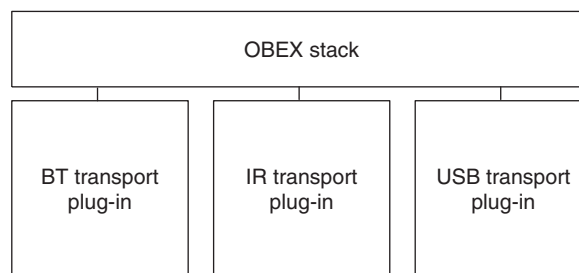 OBEX stack
BT transport
plug-in
IR transport
plug-in
USB transport
plug-in